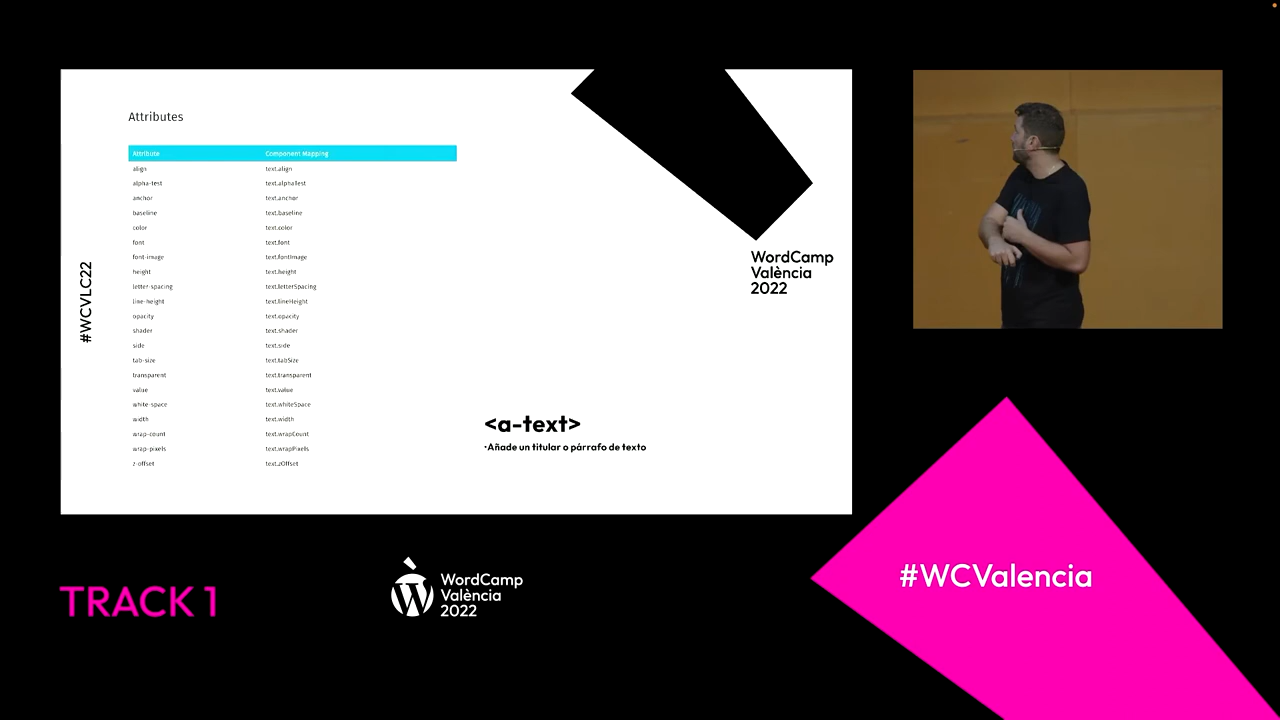 Attributes
Attribute Component Mapping
align text.align
alpha-test text.alphaTest
anchor text.anchor
baseline text.baseline
color text.color
font text.font
font-image text.fontImage
height text.height
letter-spacing text.letterSpacing
line-height text.lineHeight
opacity text.opacity
shader text.shader
side text.side
tab-size text.tabSize
transparent text.transparent
value text.value
white-space text.whiteSpace
width text.width
wrap-count text.wrapCount
wrap-pixels text.wrapPixels
z-offset text.zOffset
#WCVLC22
WordCamp
València
2022
<a-text>
•Añade un titular o párrafo de texto
TRACK 1
WordCamp
València
2022
#WCValencia